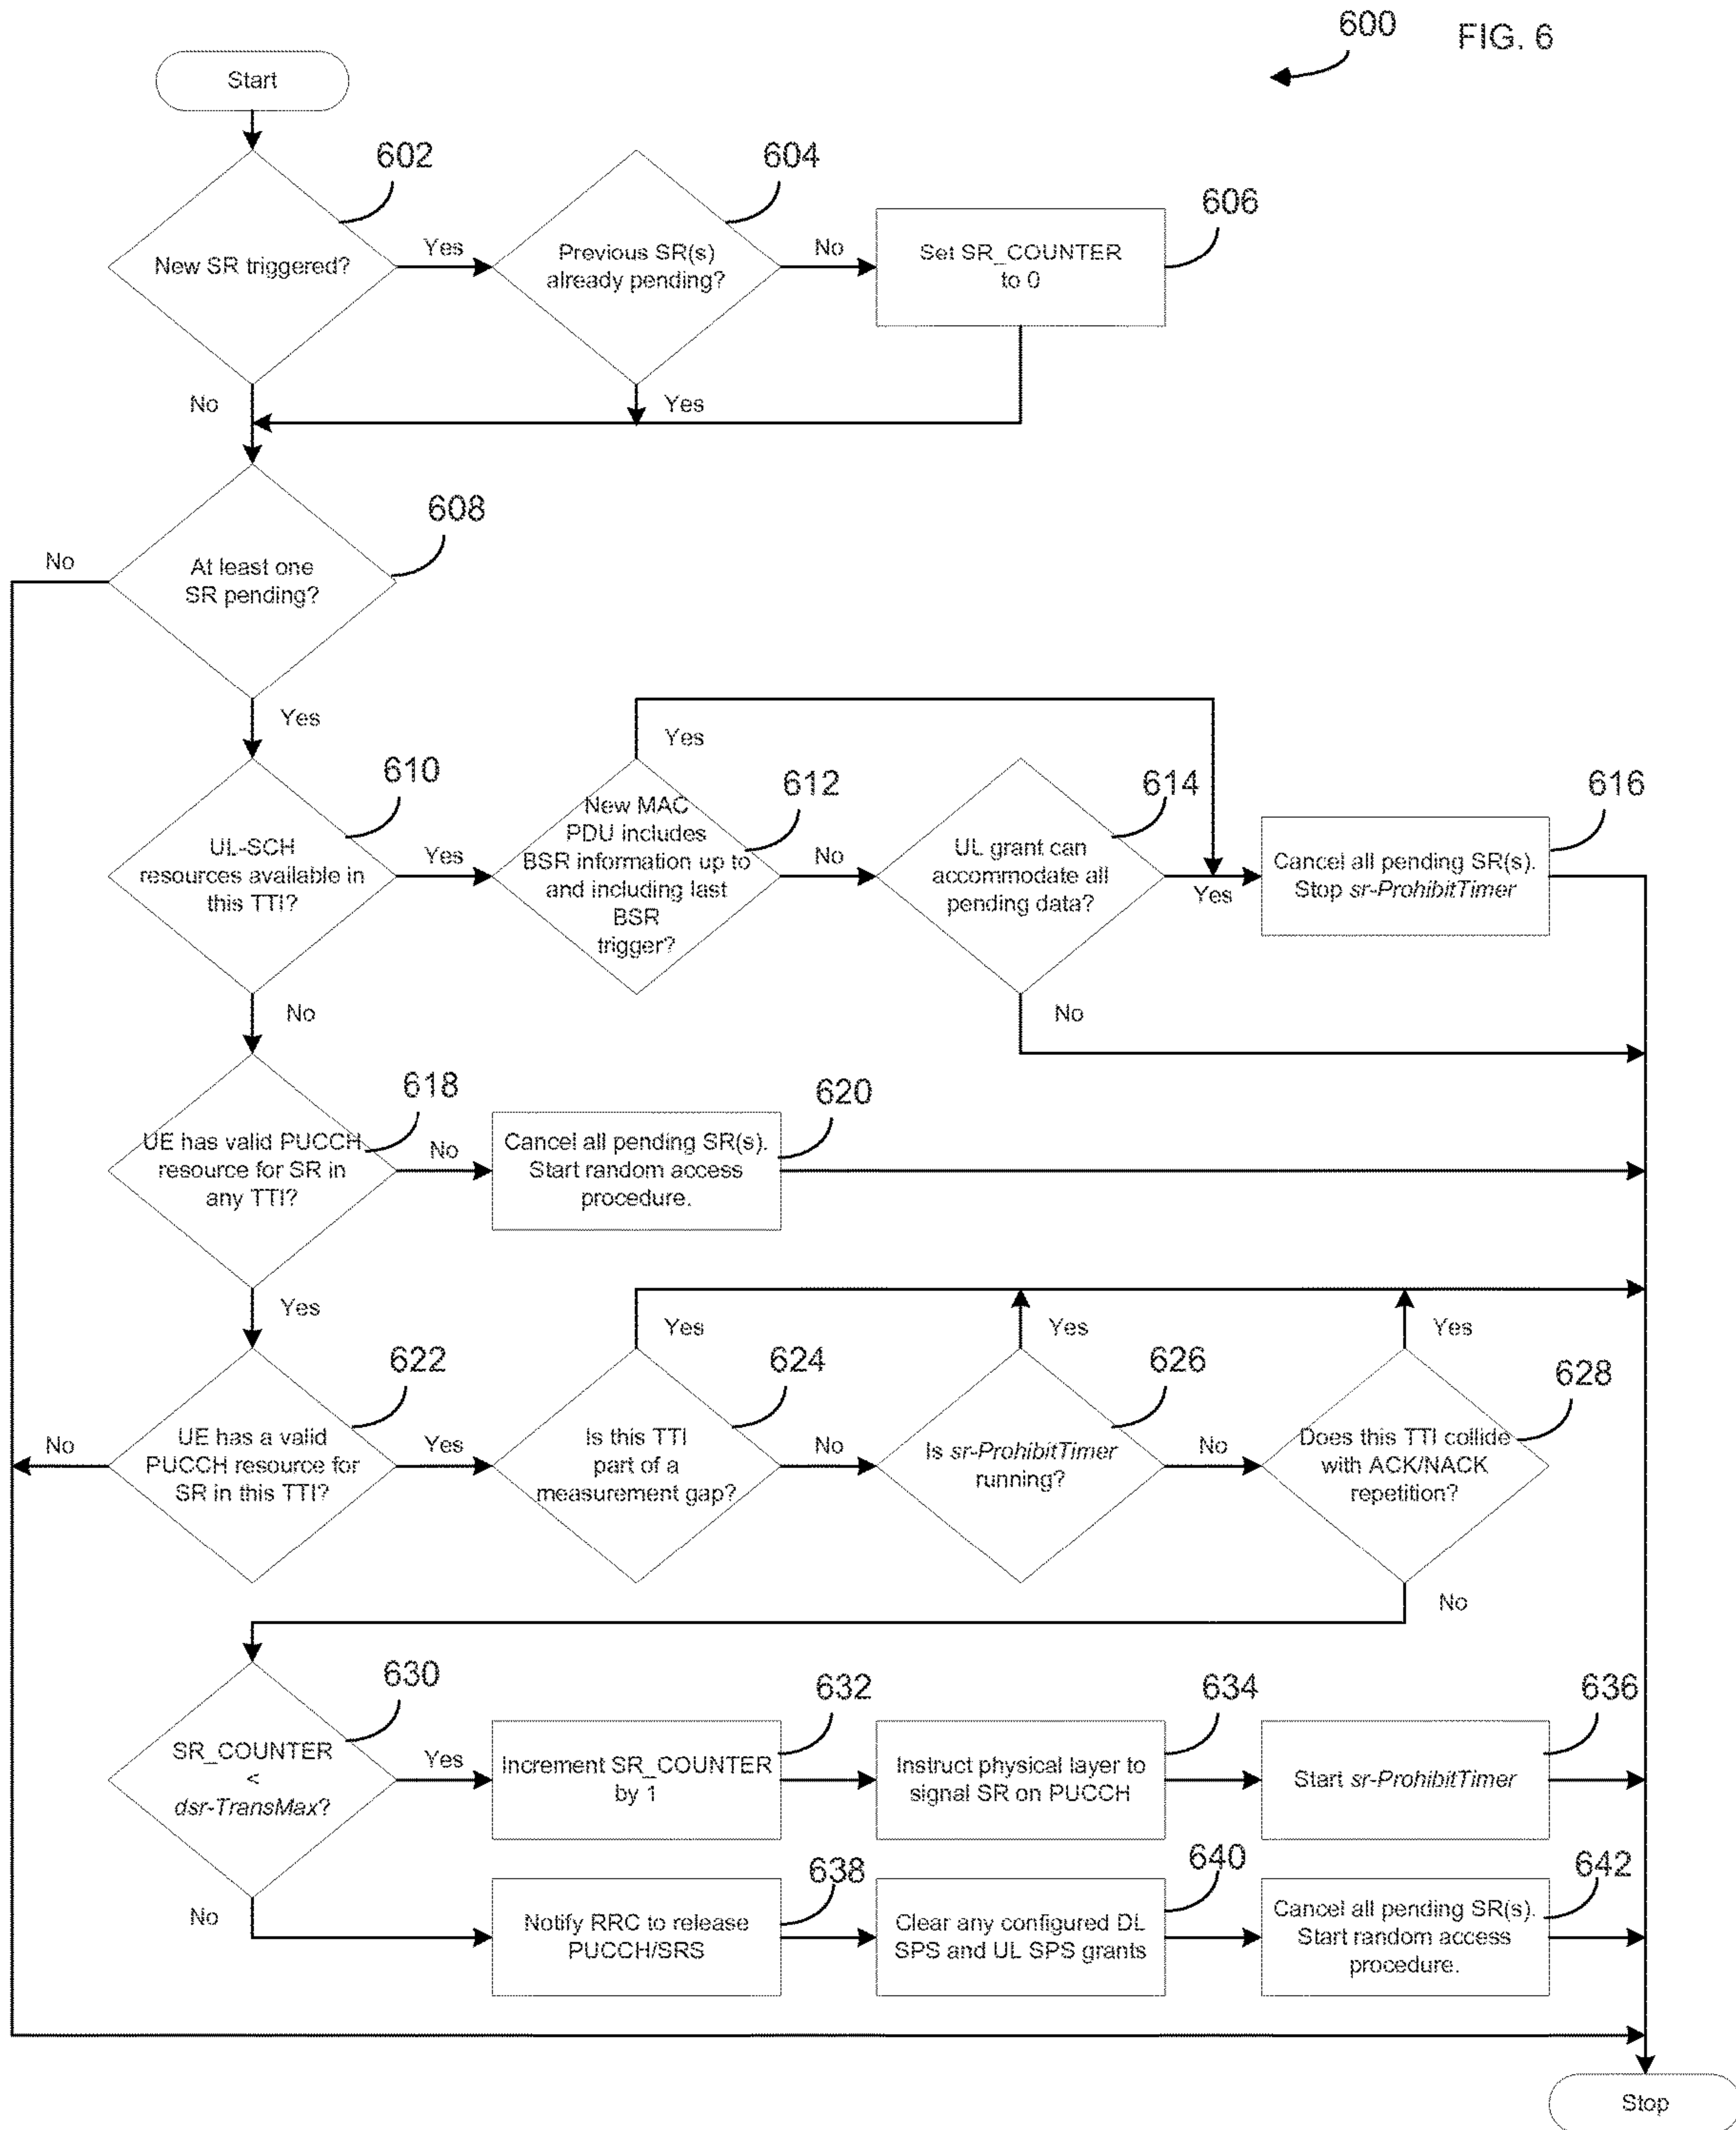 600
FIG. 6
Start
602
604
606
New SR triggered?
Yes
Previous SR(s)
already pending?
No
Set SR_COUNTER
to 0
No
Yes
608
No
At least one
SR pending?
Yes
Yes
610
612
614
616
UL-SCH
resources available in
this TTI?
Yes
New MAC
PDU includes
BSR information up to
and including last
BSR
trigger?
No
UL grant can
accommodate all
pending data?
Yes
Cancel all pending SR(s).
Stop sr-ProhibitTimer
No
No
618
620
UE has valid PUCCH
resource for SR in
any TTI?
No
Cancel all pending SR(s).
Start random access
procedure.
Yes
Yes
Yes
Yes
622
624
626
628
No
UE has a valid
PUCCH resource for
SR in this TTI?
Yes
Is this TTI
part of a
measurement gap?
No
Is sr-ProhibitTimer
running?
No
Does this TTI collide
with ACK/NACK
repetition?
No
630
632
634
636
SR_COUNTER
<
dsr-TransMax?
Yes
Increment SR_COUNTER
by 1
Instruct physical layer to
signal SR on PUCCH
Start sr-ProhibitTimer
638
640
642
No
Notify RRC to release
PUCCH/SRS
Clear any configured DL
SPS and UL SPS grants
Cancel all pending SR(s).
Start random access
procedure.
Stop